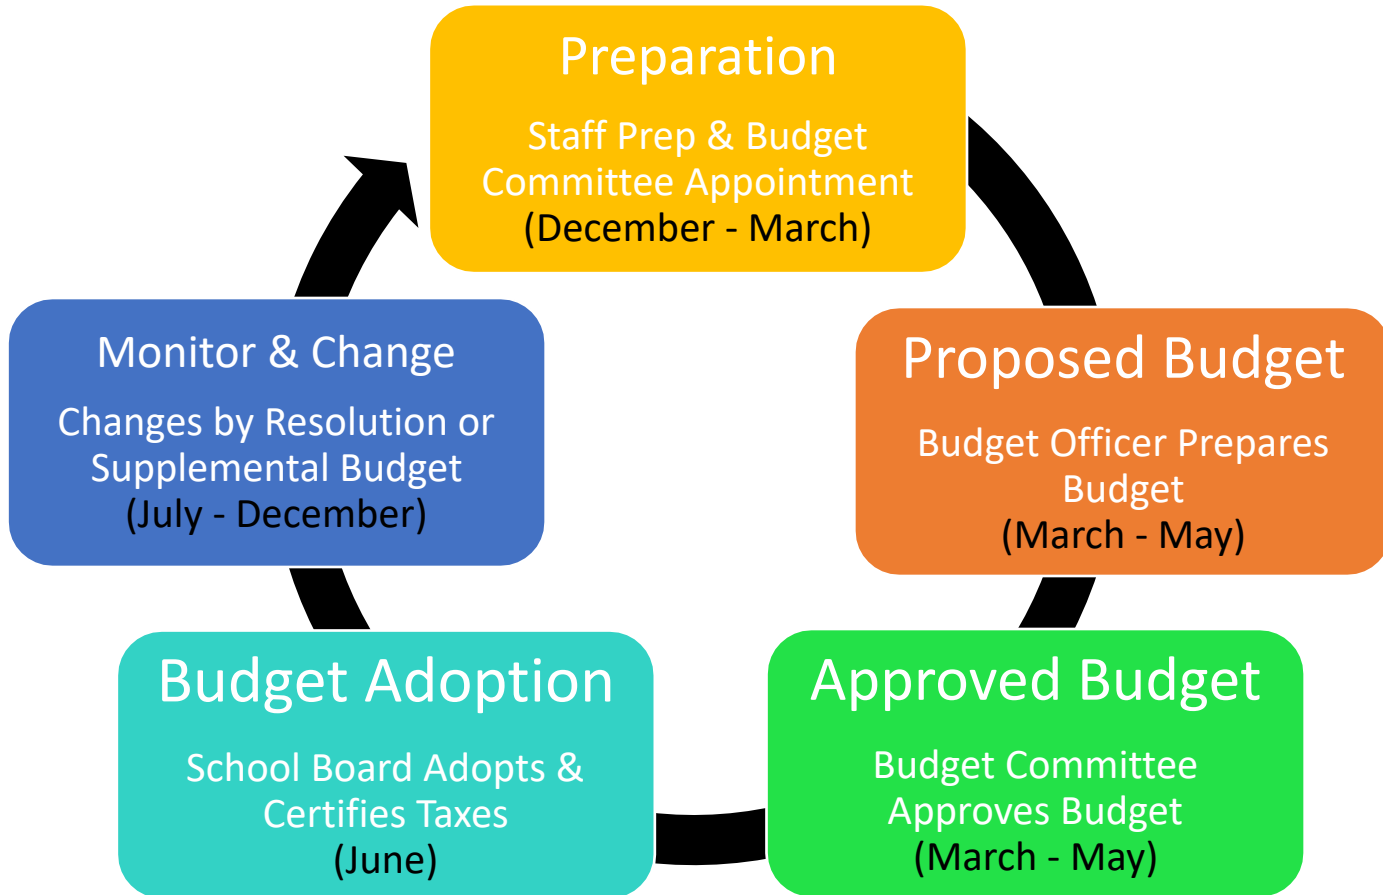 Preparation
Staff Prep & Budget
Committee Appointment
(December - March)
Proposed Budget
Budget Officer Prepares
Budget
(March - May)
Approved Budget
Budget Committee
Approves Budget
(March - May)
Budget Adoption
School Board Adopts &
Certifies Taxes
(June)
Monitor & Change
Changes by Resolution or
Supplemental Budget
(July - December)